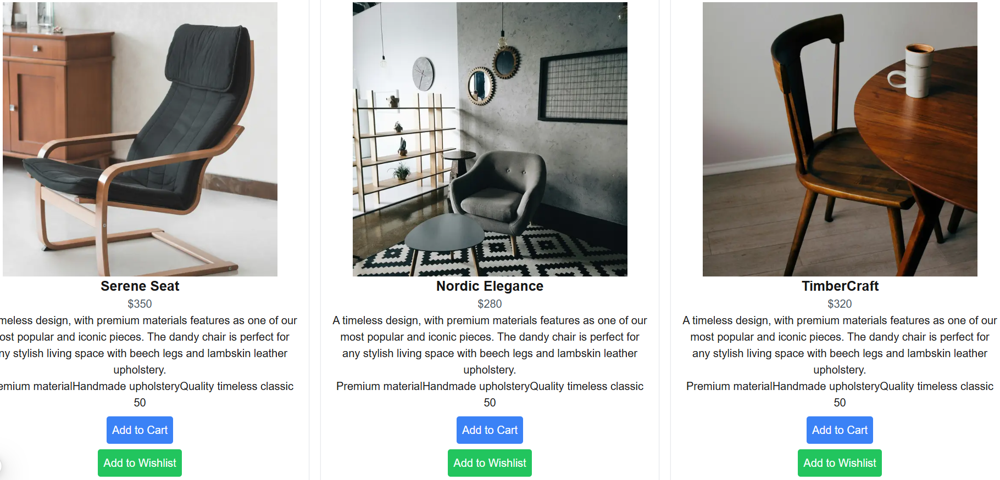 Serene Seat
$350
meless design, with premium materials features as one of our
ost popular and iconic pieces. The dandy chair is perfect for
ny stylish living space with beech legs and lambskin leather
upholstery.
emium materialHandmade upholsteryQuality timeless classic
50
Add to Cart
Add to Wishlist
Nordic Elegance
$280
A timeless design, with premium materials features as one of our
most popular and iconic pieces. The dandy chair is perfect for
any stylish living space with beech legs and lambskin leather
upholstery.
Premium materialHandmade upholsteryQuality timeless classic
50
Add to Cart
Add to Wishlist
TimberCraft
$320
A timeless design, with premium materials features as one of our
most popular and iconic pieces. The dandy chair is perfect for
any stylish living space with beech legs and lambskin leather
upholstery.
Premium materialHandmade upholsteryQuality timeless classic
50
Add to Cart
Add to Wishlist